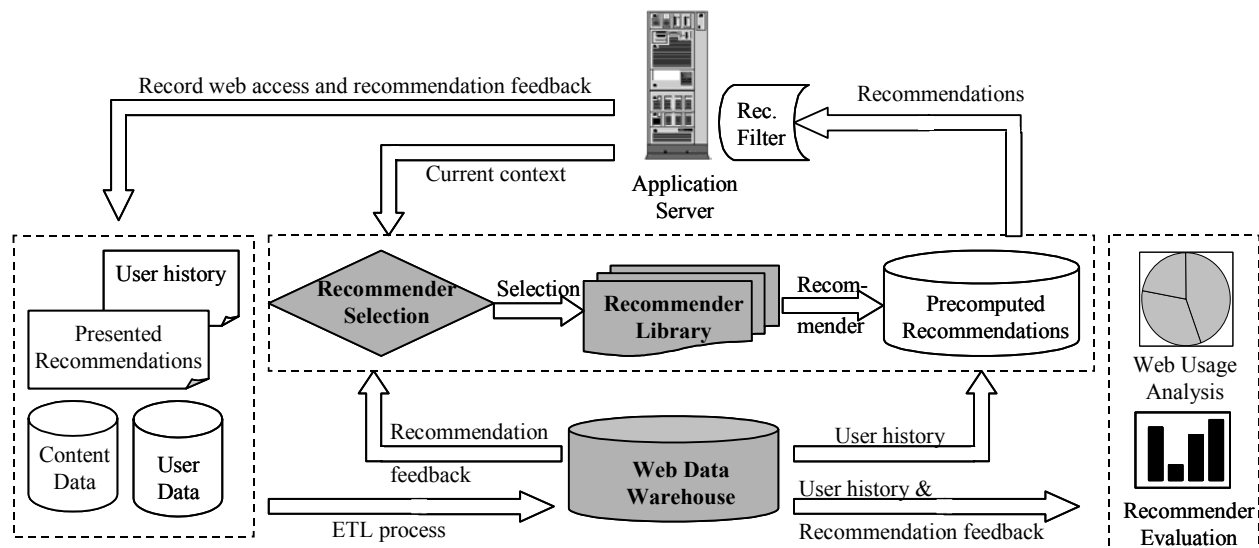 Record web access and recommendation feedback
Recommendations
Rec.
Filter
Current context
Application
Server
User history
Presented
Recommendations
Content
Data
User
Data
Recommender
Selection
Selection
Recommender
Library
Recom-
mender
Precomputed
Recommendations
Web Usage
Analysis
Recommender
Evaluation
Recommendation
feedback
Web Data
Warehouse
User history
ETL process
User history &
Recommendation feedback